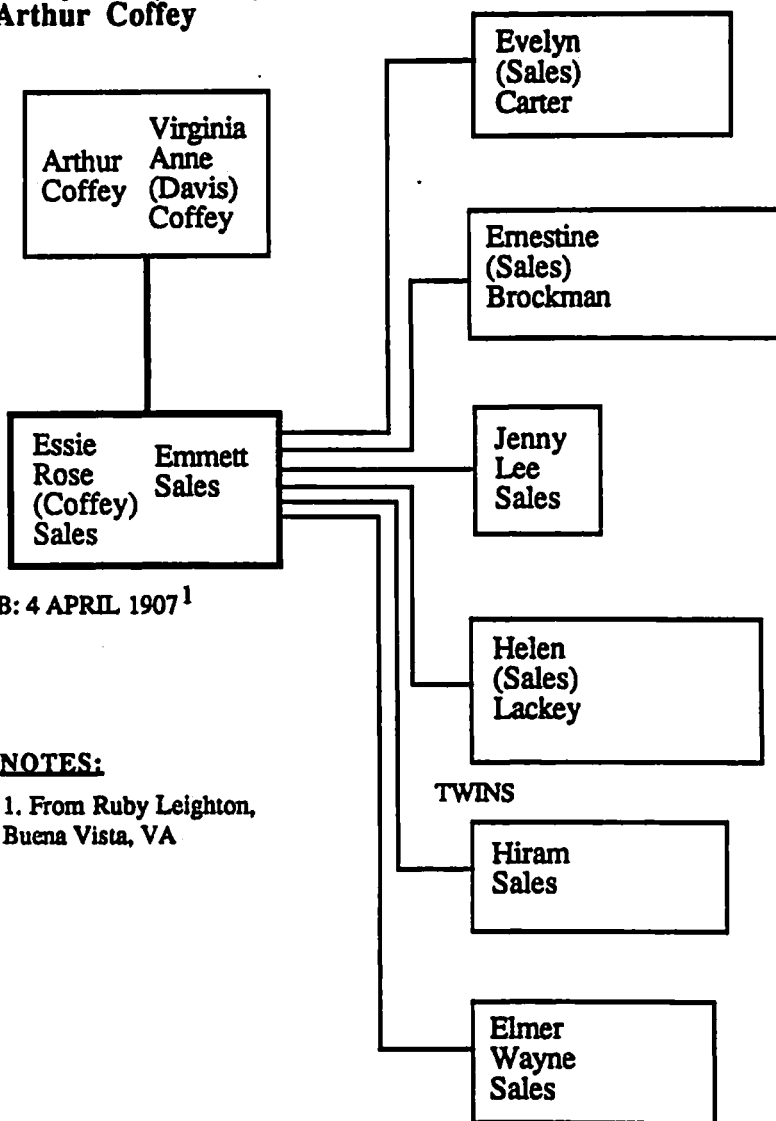 Arthur Coffey
Evelyn
(Sales)
Carter
Arthur
Coffey
Virginia
Anne
(Davis)
Coffey
Ernestine
(Sales)
Brockman
Essie
Rose
(Coffey)
Sales
Emmett
Sales
Jenny
Lee
Sales
B: 4 APRIL 1907 1
Helen
(Sales)
Lackey
NOTES:
1. From Ruby Leighton,
Buena Vista, VA
TWINS
Hiram
Sales
Elmer
Wayne
Sales